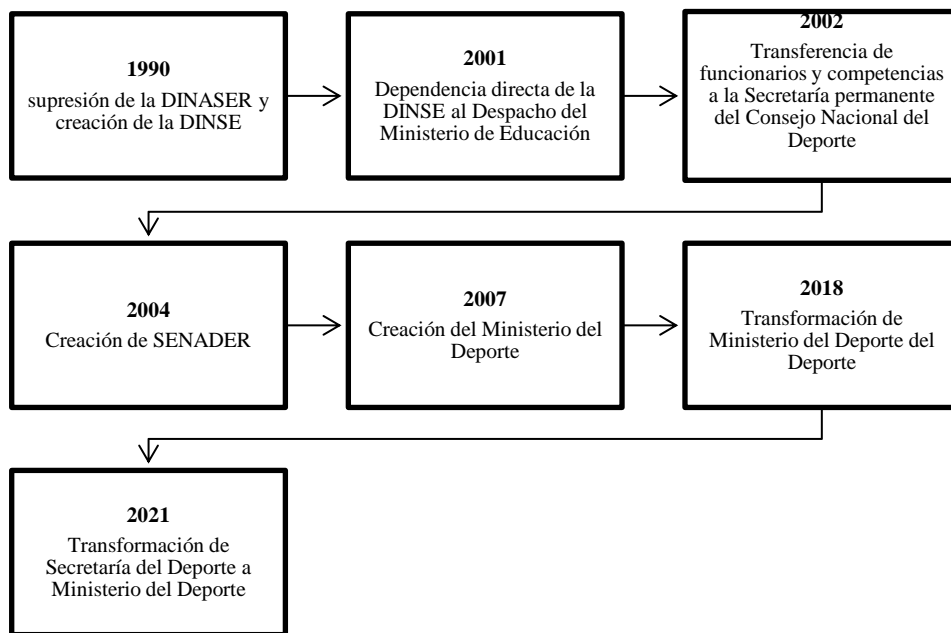 1990
supresión de la DINASER y
creación de la DINSE
2001
Dependencia directa de la
DINSE al Despacho del
Ministerio de Educación
2002
Transferencia de
funcionarios y competencias
a la Secretaría permanente
del Consejo Nacional del
Deporte
2004
Creación de SENADER
2007
Creación del Ministerio del
Deporte
2018
Transformación de
Ministerio del Deporte del
Deporte
2021
Transformación de
Secretaría del Deporte a
Ministerio del Deporte